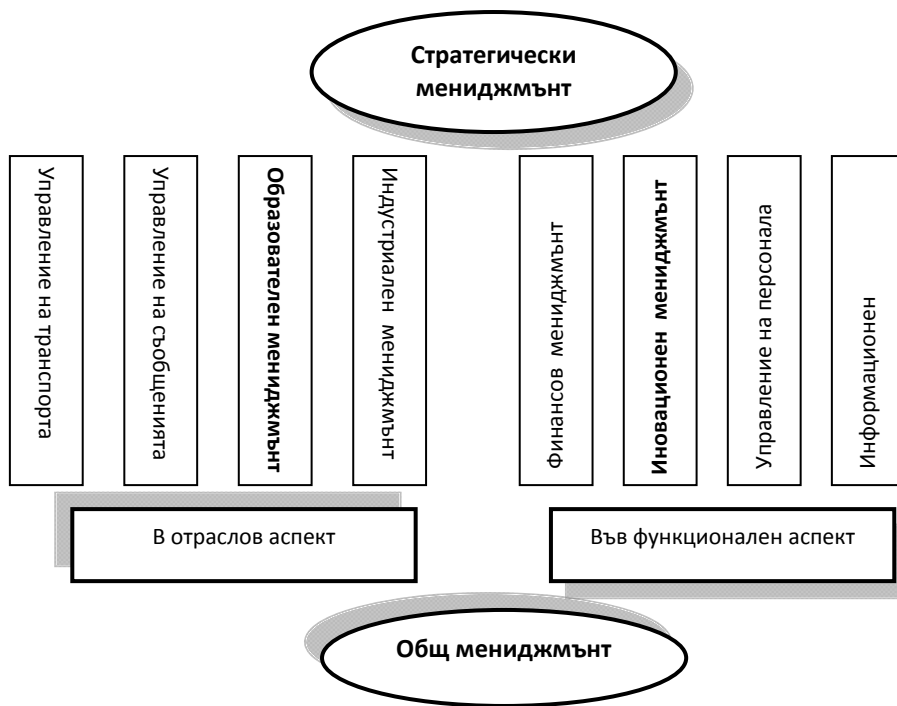 Стратегически
мениджмънт
Управление на транспорта
Управление на съобщенията
Образователен мениджмънт
Индустриален мениджмънт
Финансов мениджмънт
Иновационен мениджмънт
Управление на персонала
Информационен
В отраслов аспект
Във функционален аспект
Общ мениджмънт